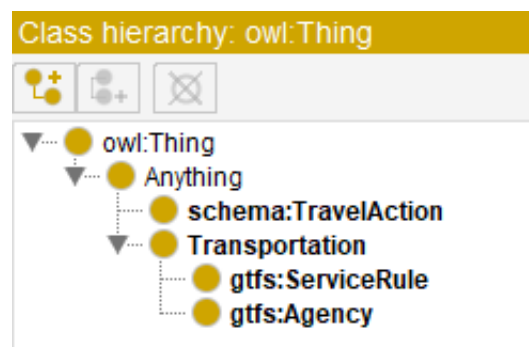 Class hierarchy: owl:Thing
owl:Thing
Anything
schema:TravelAction
Transportation
gtfs:ServiceRule
gtfs:Agency